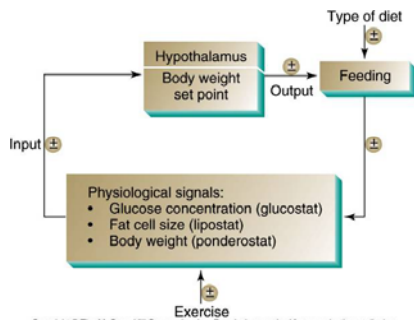 Type of diet
±
Hypothalamus
Body weight
set point
±
Output
Feeding
Input
±
±
Physiological signals:
• Glucose concentration (glucostat)
• Fat cell size (lipostat)
• Body weight (ponderostat)
±
Exercise